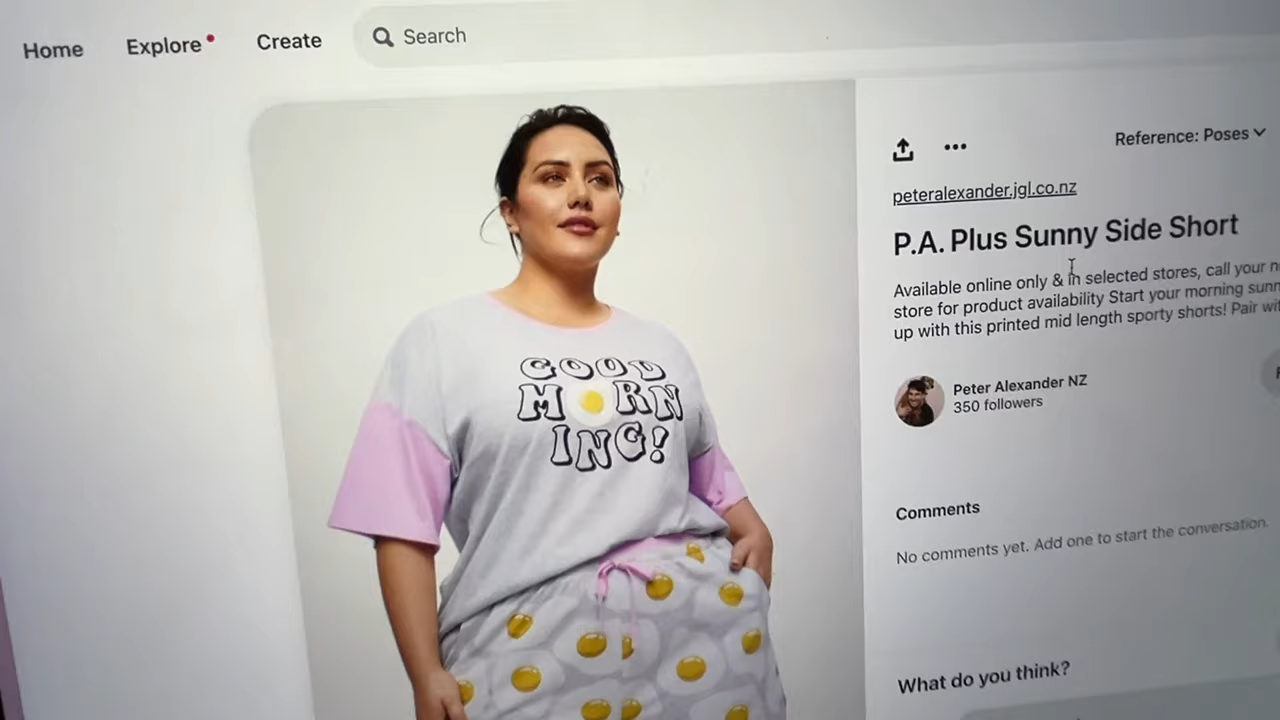 Home
Explore
Create
Search
Reference: Poses
peteralexander.jgl.co.nz
P.A. Plus Sunny Side Short
Available online only & in selected stores, call your
store for product availability Start your morning
up with this printed mid length sporty shorts! Pair
Peter Alexander NZ
350 followers
Comments
No comments yet. Add one to start the conversation.
What do you think?
GOOD
MORN
ING!